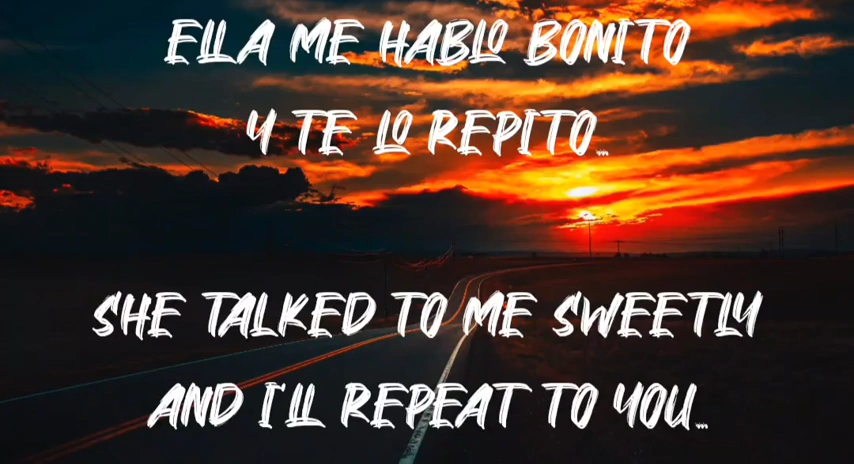 ELLA ME HABLO BONITO
Y TE LO REPITO...
SHE TALKED TO ME SWEETLY
AND I'LL REPEAT TO YOU...